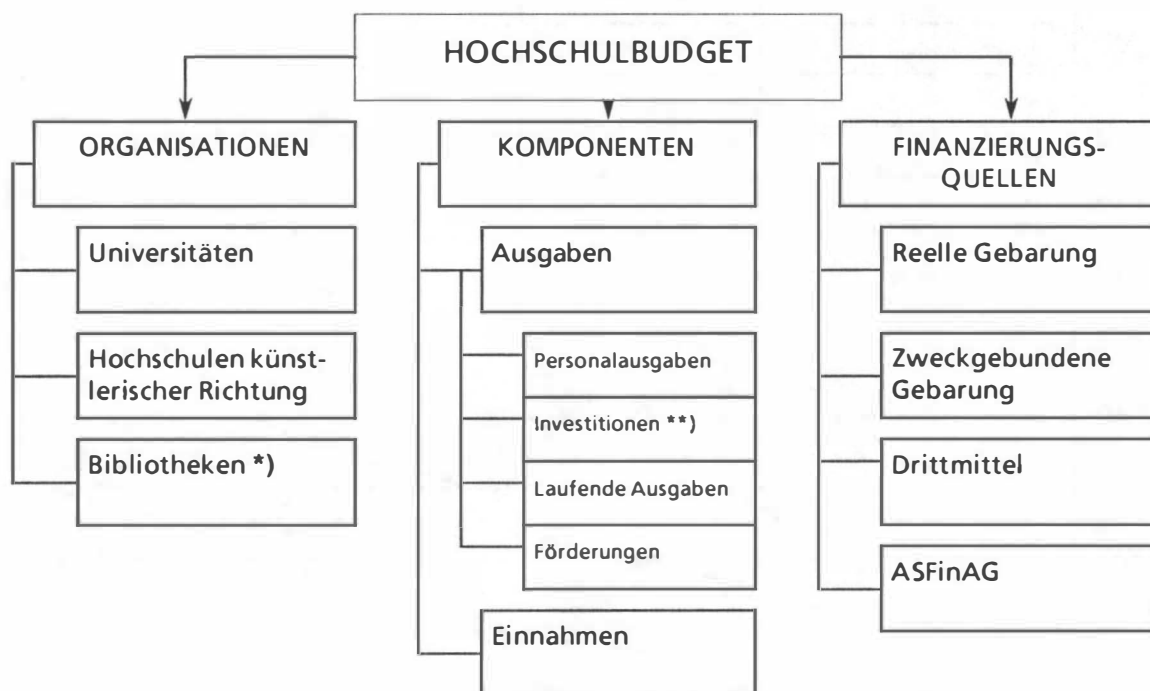 HOCHSCHULBUDGET
ORGANISATIONEN
Universitäten
Hochschulen künst-
lerischer Richtung
Bibliotheken *)
KOMPONENTEN
Ausgaben
Personalausgaben
Investitionen **)
Laufende Ausgaben
Förderungen
Einnahmen
FINANZIERUNGS-
QUELLEN
Reelle Gebarung
Zweckgebundene
Gebarung
Drittmittel
ASFinAG